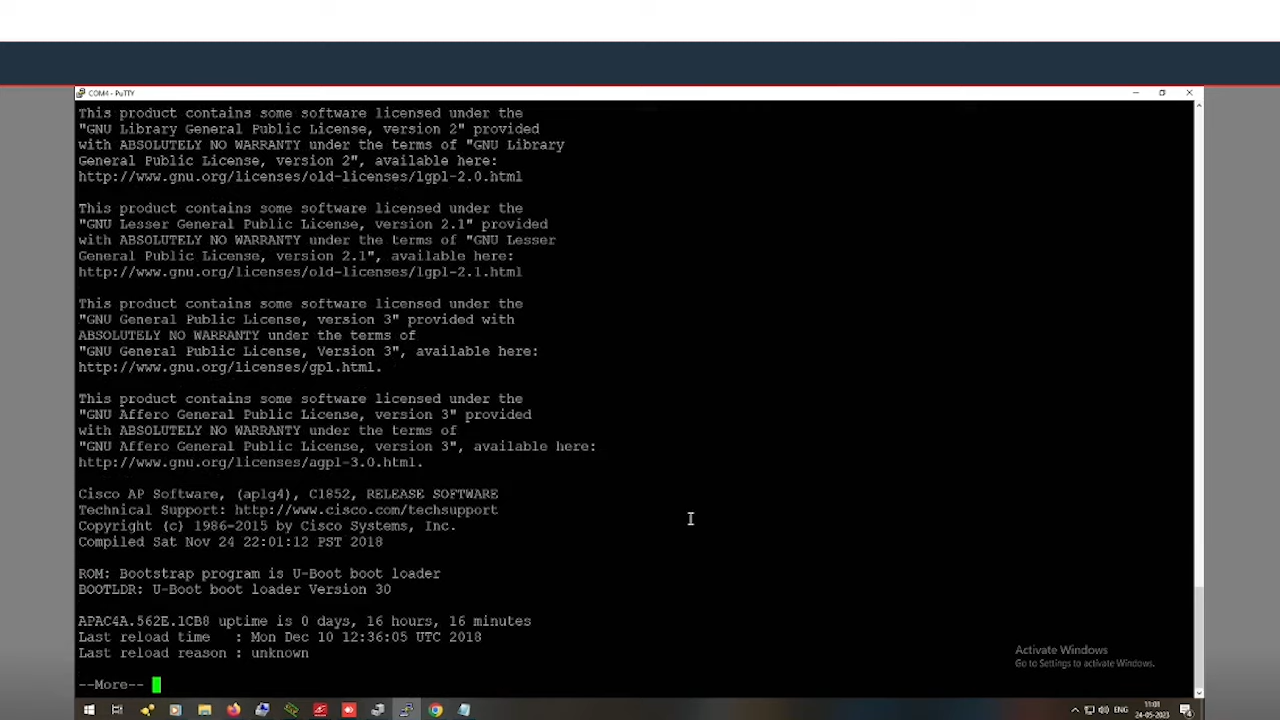 COM4 - PuTTY
This product contains some software licensed under the
"GNU Library General Public License, version 2" provided
with ABSOLUTELY NO WARRANTY under the terms of "GNU Library
General Public License, version 2", available here:
http://www.gnu.org/licenses/old-licenses/lgpl-2.0.html
This product contains some software licensed under the
"GNU Lesser General Public License, version 2.1" provided
with ABSOLUTELY NO WARRANTY under the terms of "GNU Lesser
General Public License, version 2.1", available here:
http://www.gnu.org/licenses/old-licenses/lgpl-2.1.html
This product contains some software licensed under the
"GNU General Public License, version 3" provided with
ABSOLUTELY NO WARRANTY under the terms of
"GNU General Public License, Version 3", available here:
http://www.gnu.org/licenses/gpl.html.
This product contains some software licensed under the
"GNU Affero General Public License, version 3" provided
with ABSOLUTELY NO WARRANTY under the terms of
"GNU Affero General Public License, version 3", available here:
http://www.gnu.org/licenses/agpl-3.0.html.
Cisco AP Software, (ap1g4), C1852, RELEASE SOFTWARE
Technical Support: http://www.cisco.com/techsupport
Copyright (c) 1986-2015 by Cisco Systems, Inc.
Compiled Sat Nov 24 22:01:12 PST 2018
ROM: Bootstrap program is U-Boot boot loader
BOOTLDR: U-Boot boot loader Version 30
APAC4A.562E.1CB8 uptime is 0 days, 16 hours, 16 minutes
Last reload time   : Mon Dec 10 12:36:05 UTC 2018
Last reload reason : unknown
--More--
Activate Windows
Go to Settings to activate Windows.
ENG
11:01
24-05-2023